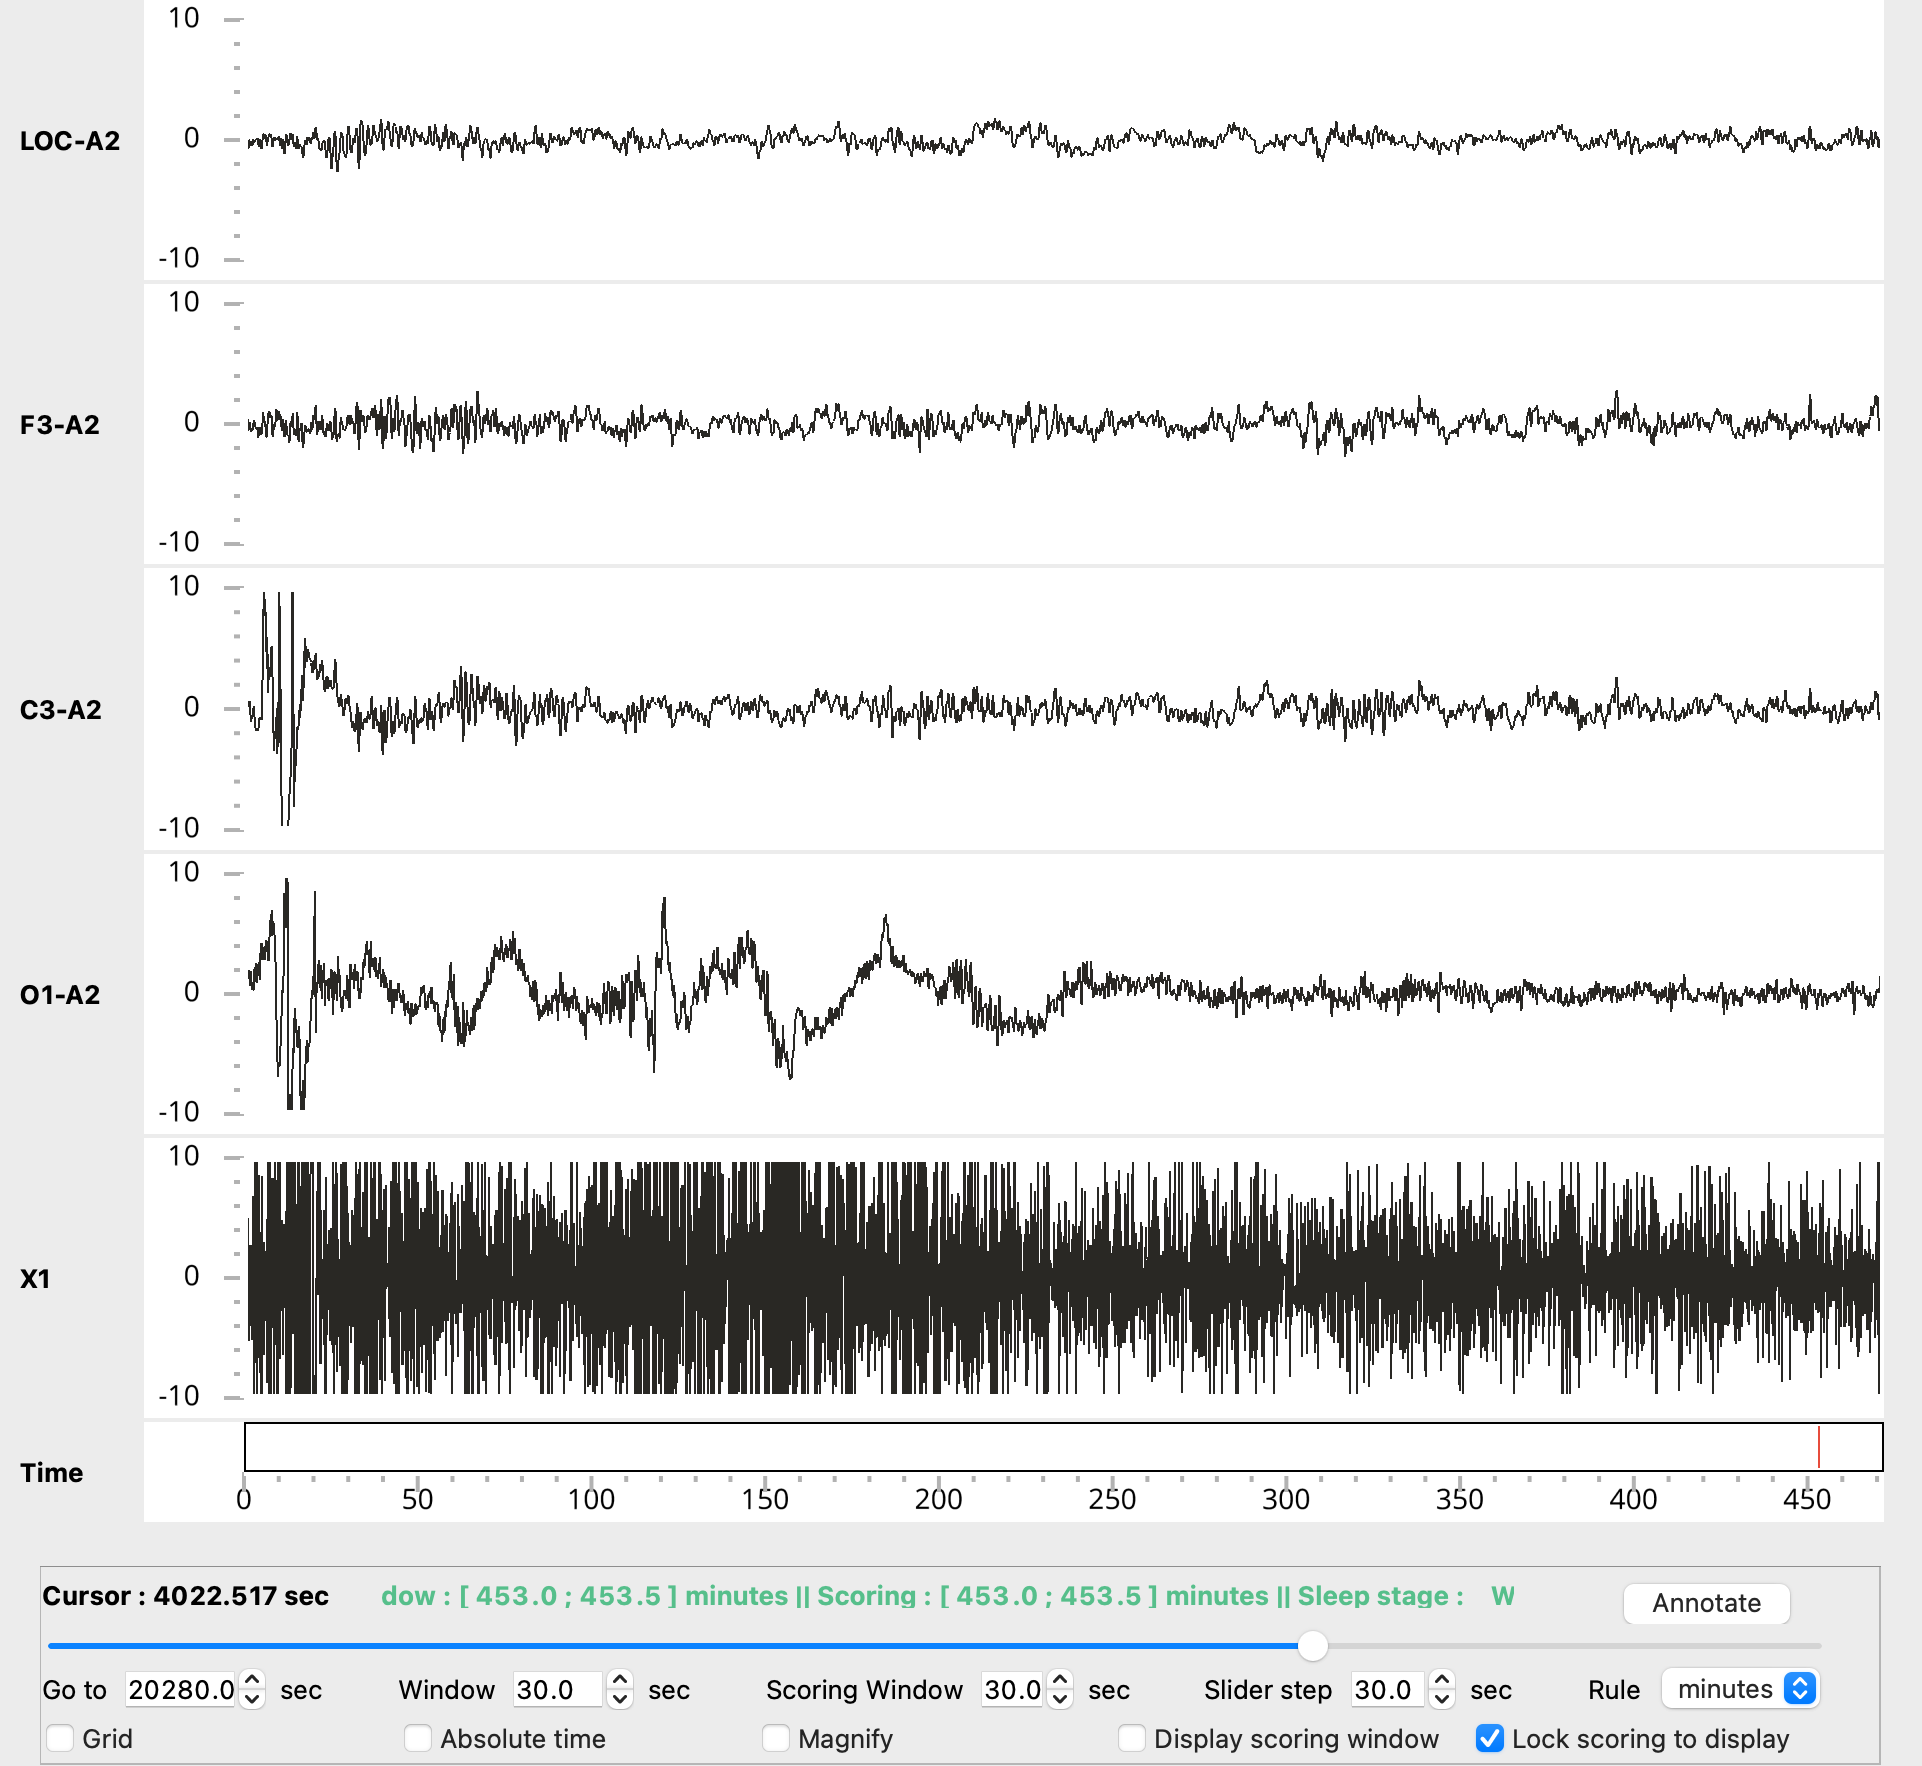 10
LOC-A2 0
-10
10
F3-A2 0
-10
10
C3-A2 0
-10
10
O1-A2 0
-10
10
X1 0
-10
Time
0 50 100 150 200 250 300 350 400 450
Cursor : 4022.517 sec dow : [ 453.0 ; 453.5 ] minutes || Scoring : [ 453.0 ; 453.5 ] minutes || Sleep stage : W Annotate
Go to 20280.0 sec Window 30.0 sec Scoring Window 30.0 sec Slider step 30.0 sec Rule minutes
Grid Absolute time Magnify Display scoring window Lock scoring to display